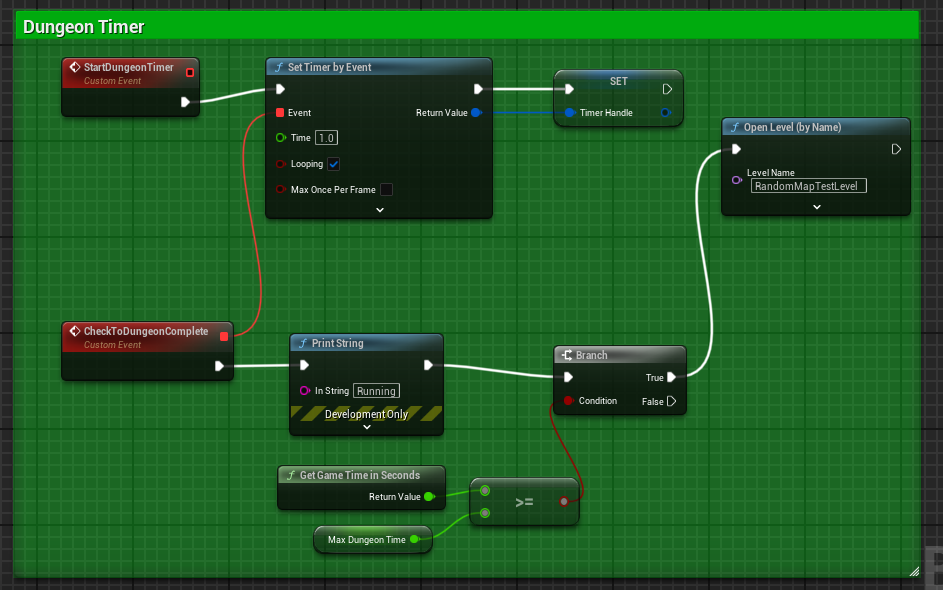 Dungeon Timer
StartDungeonTimer
Custom Event
Set Timer by Event
Event
Return Value
Time 1.0
Looping
Max Once Per Frame
SET
Timer Handle
Open Level (by Name)
Level Name
RandomMapTestLevel
CheckToDungeonComplete
Custom Event
Print String
In String Running
Development Only
Branch
True
Condition
False
Get Game Time in Seconds
Return Value
>=
Max Dungeon Time